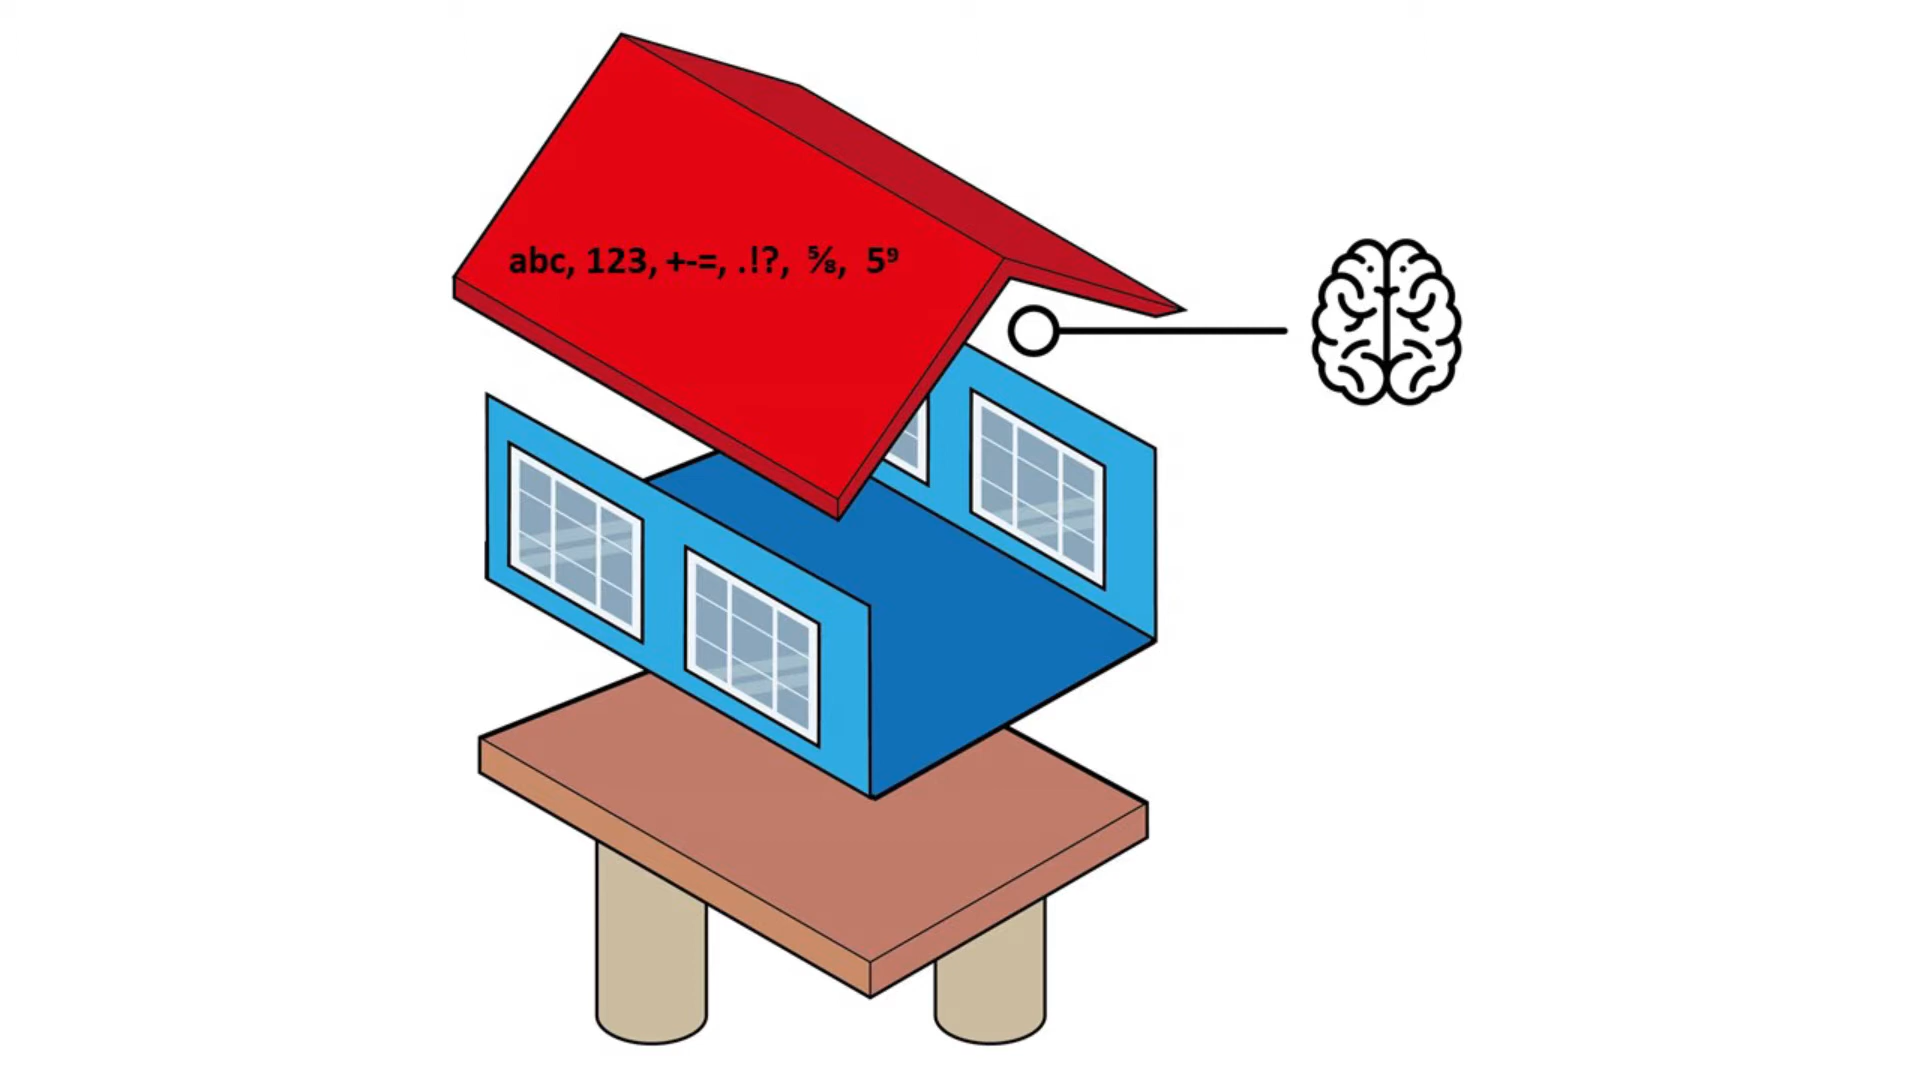 abc, 123, +-=, .!?, ⅝, 5⁹